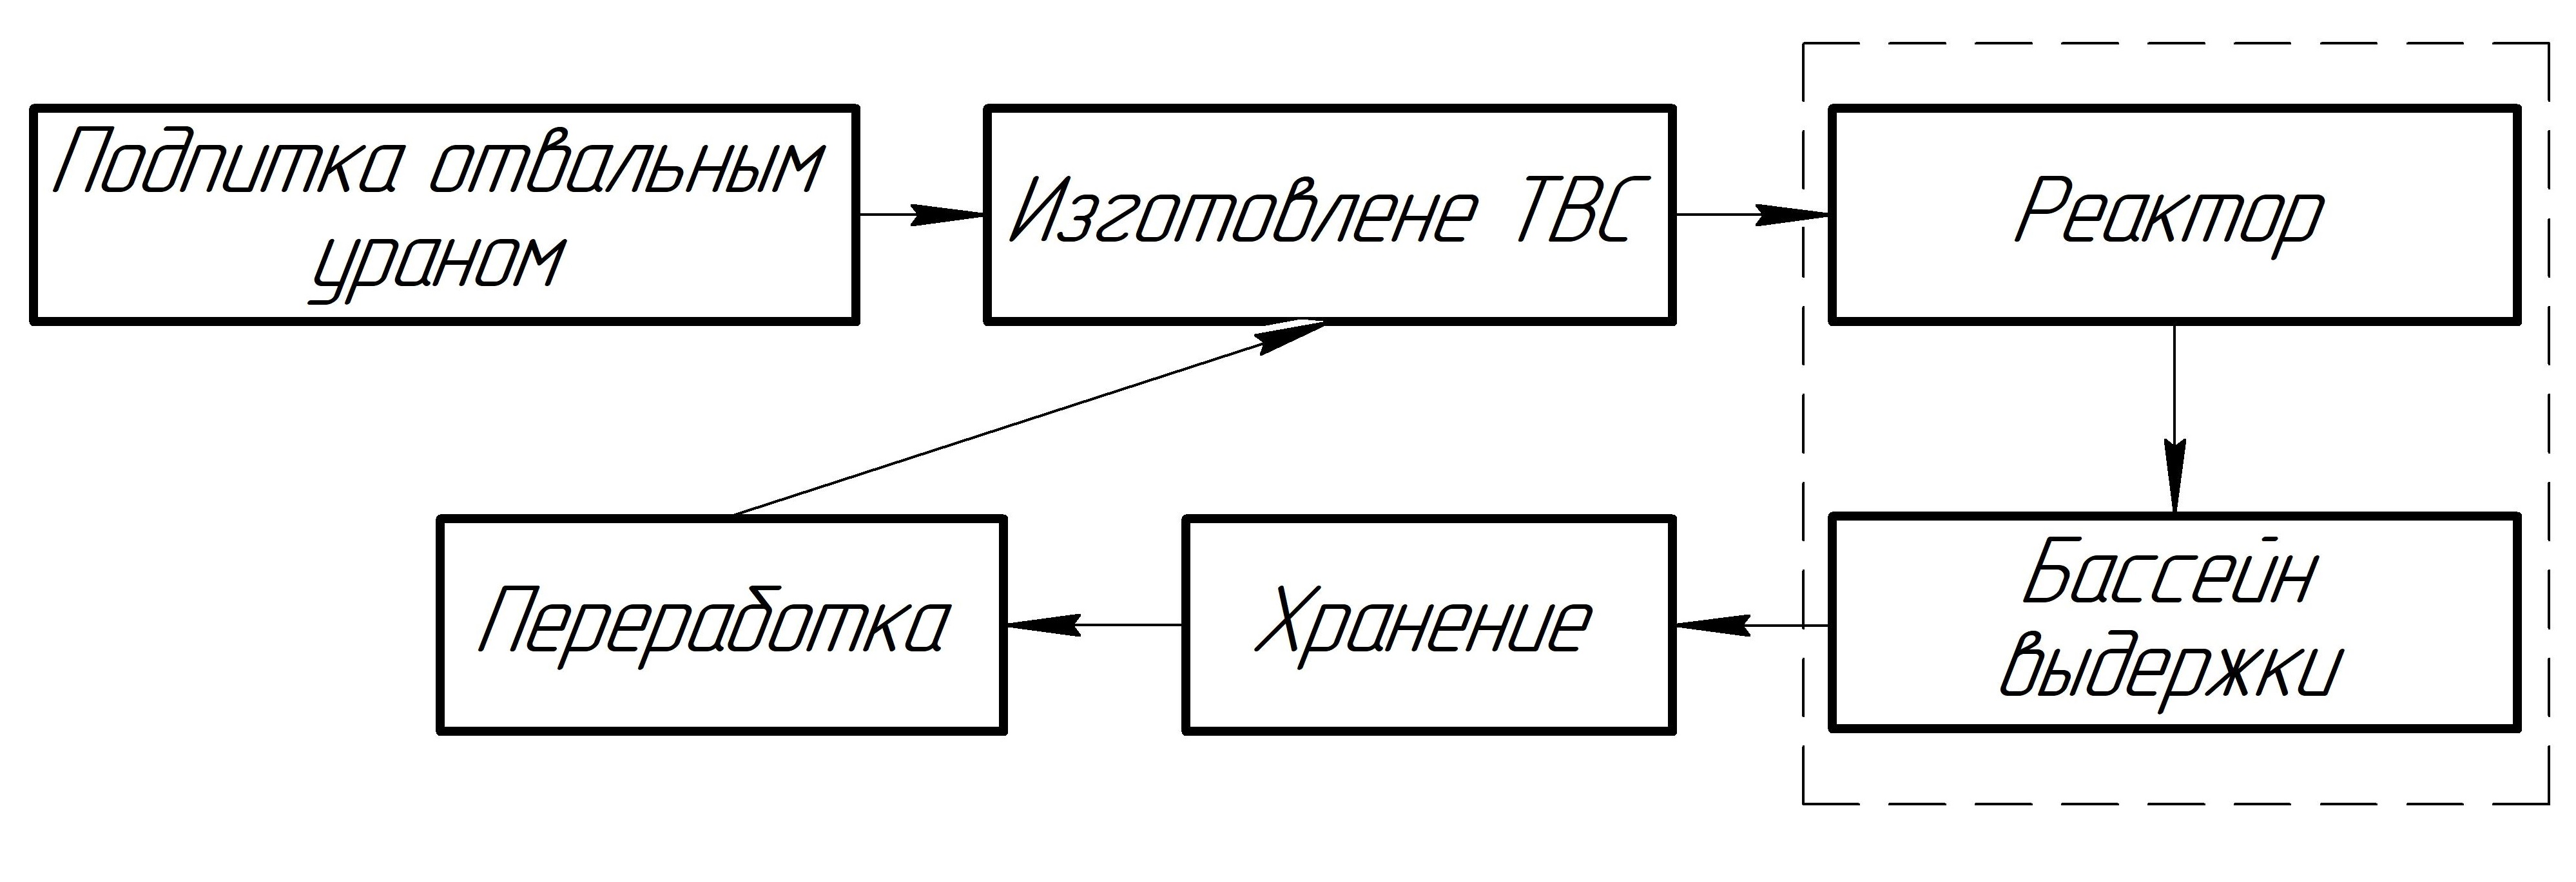 Подпитка отвальным
ураном
Изготовлене ТВС
Реактор
Переработка
Хранение
Бассейн
выдержки